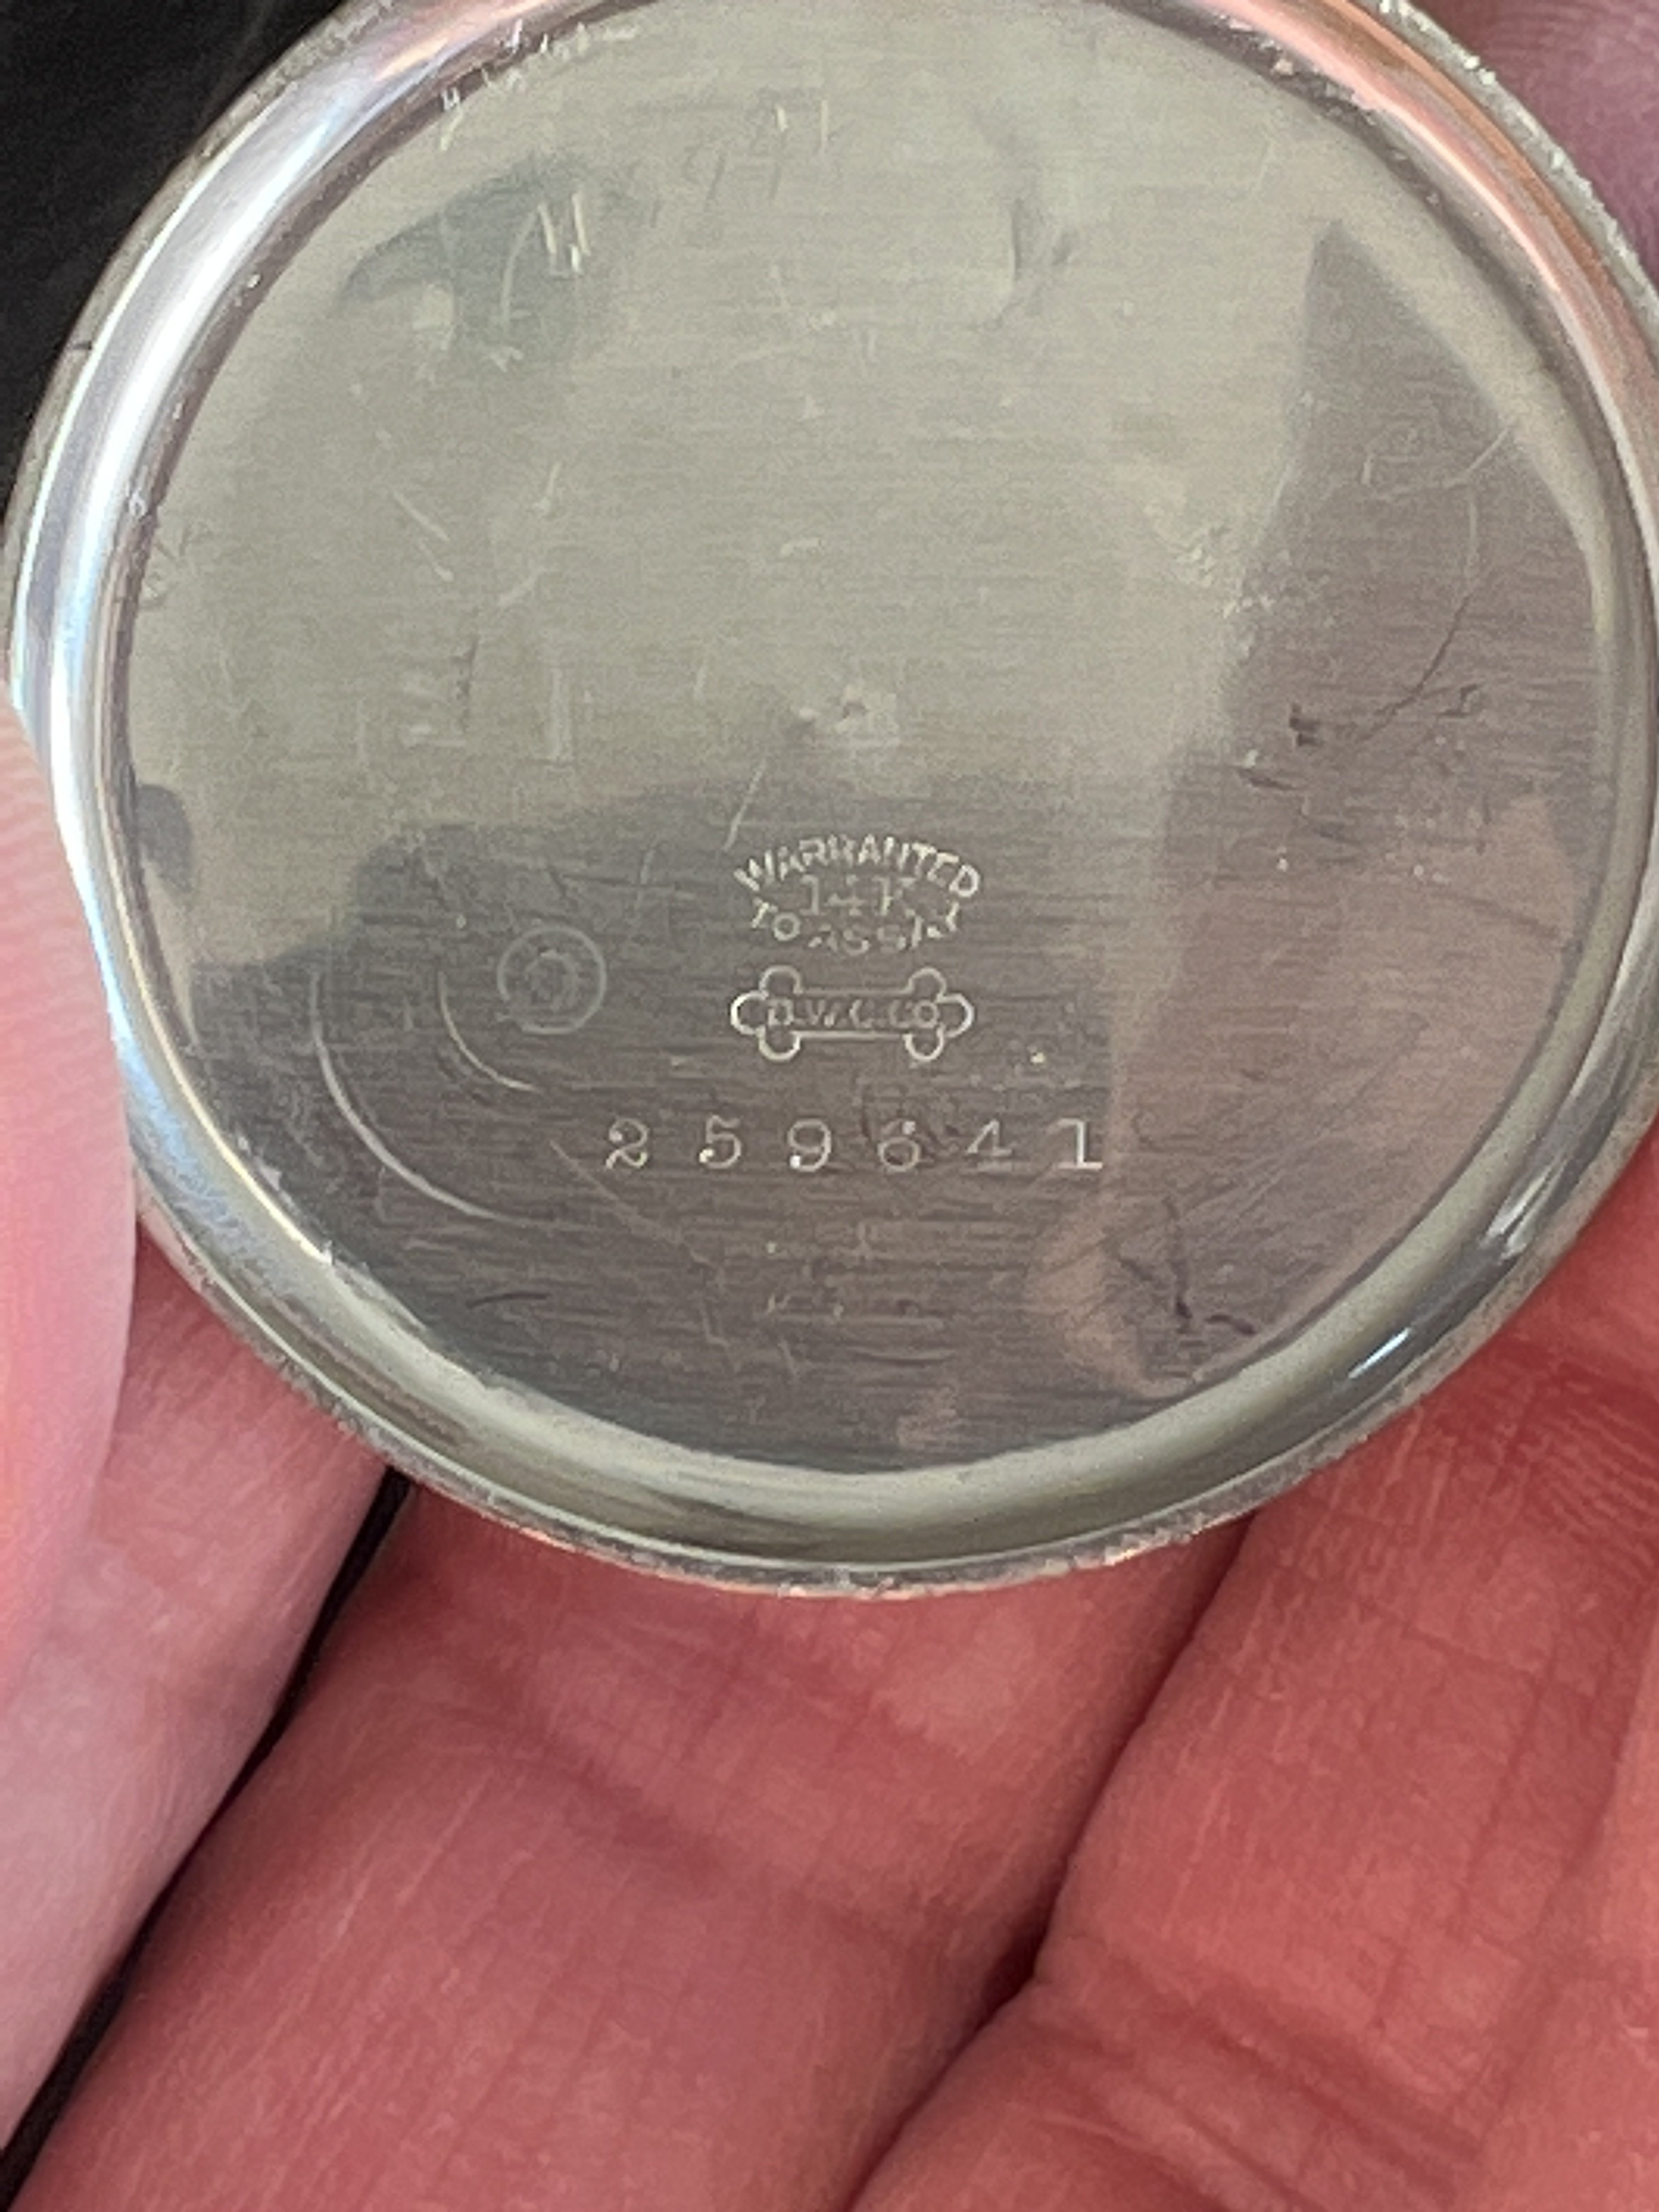 WARRANTED
14K
TO ASSAY
D.W.C.CO
259641